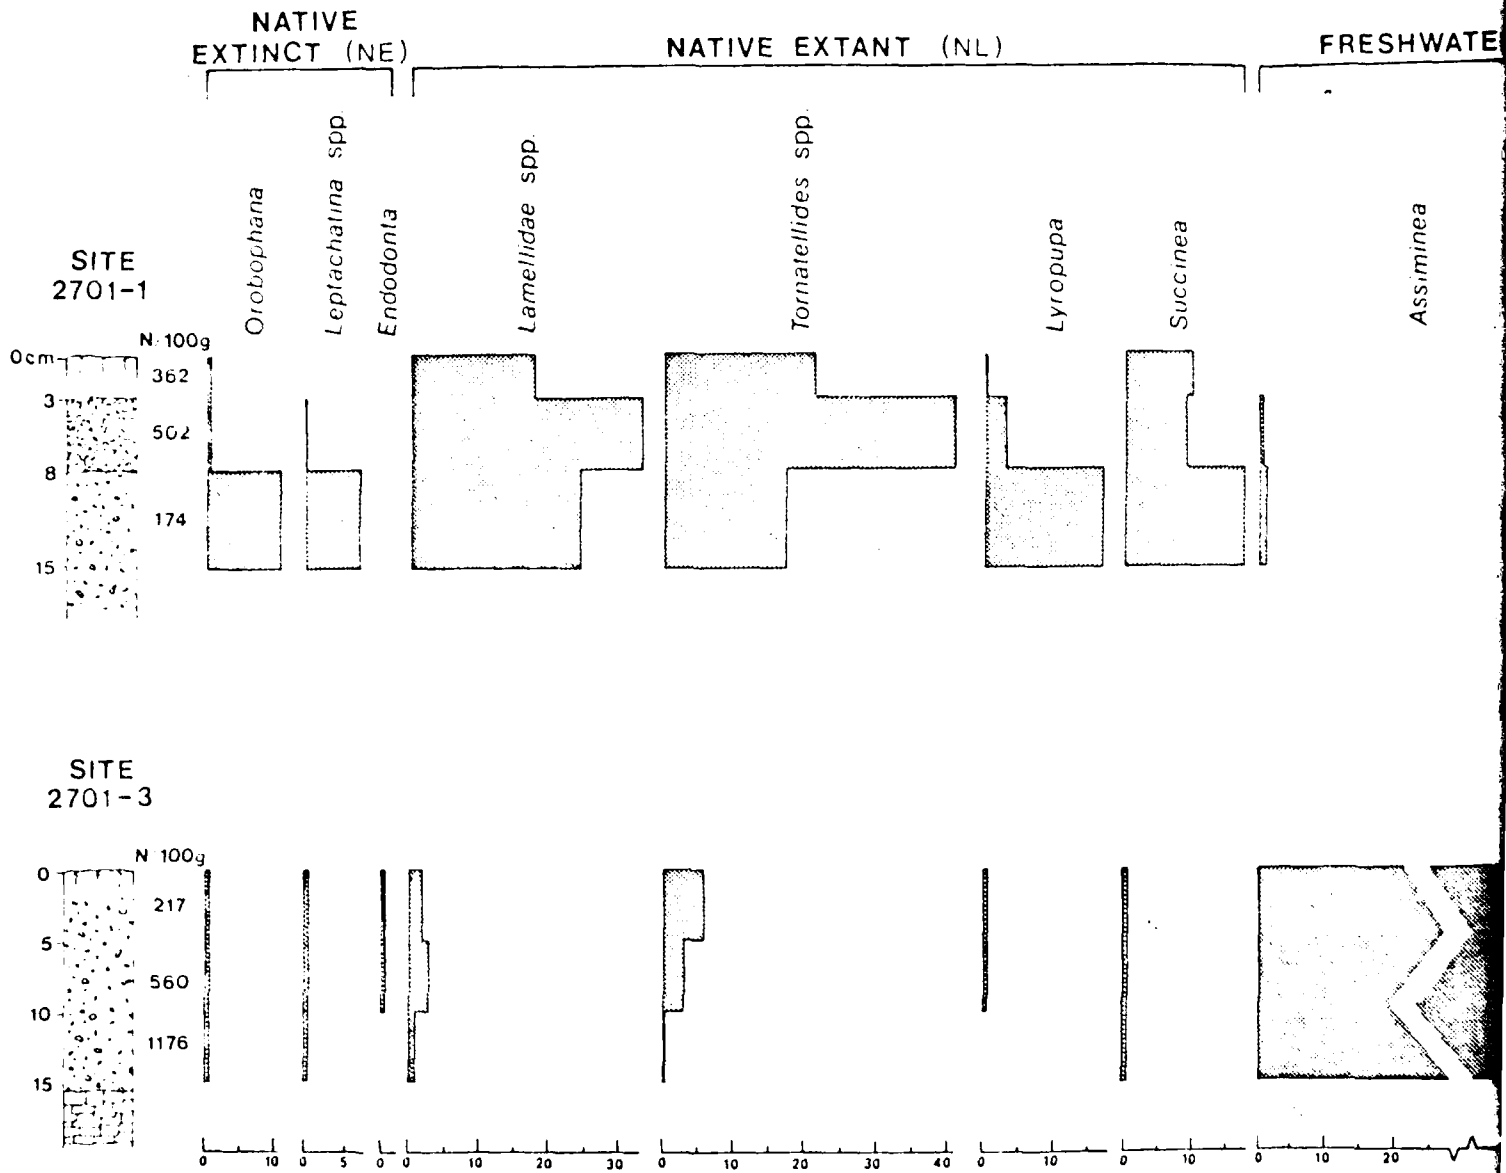 NATIVE
EXTINCT (NE)
NATIVE EXTANT (NL)
FRESHWATE
Orobophana
Leptachatina spp.
Endodonta
Lamellidae spp.
Tornatellides spp.
Lyropupa
Succinea
Assiminea
SITE
2701-1
N: 100g
0cm
362
3
502
8
174
15
SITE
2701-3
N: 100g
0
217
5
560
10
1176
15
0 10 0 5 0 0 10 20 30 0 10 20 30 40 0 0 10 0 10 20